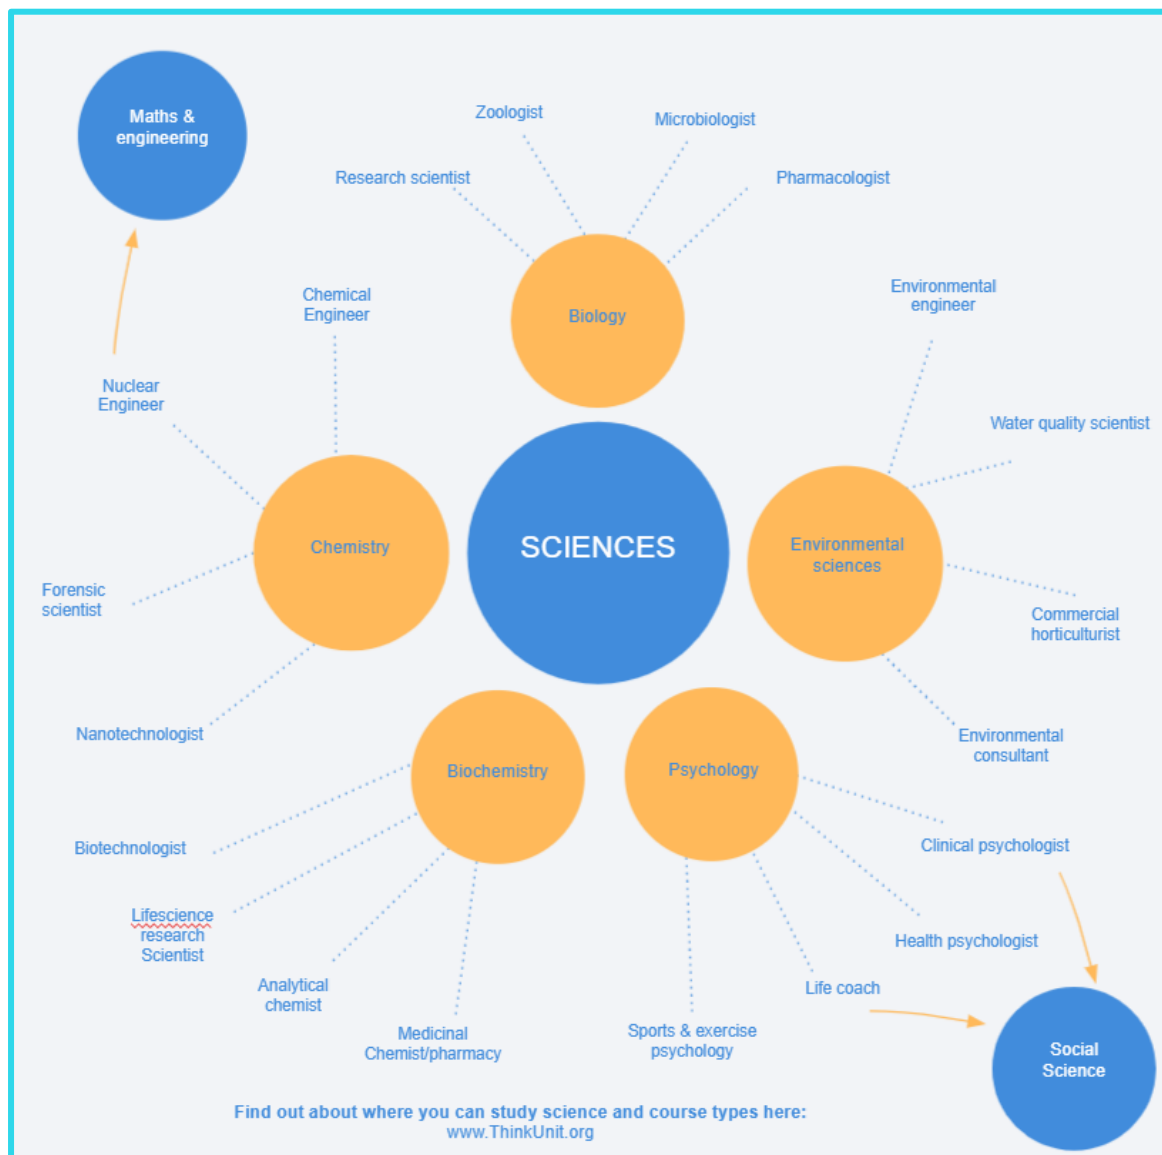 Maths &
engineering
Zoologist
Microbiologist
Research scientist
Pharmacologist
Chemical
Engineer
Biology
Environmental
engineer
Nuclear
Engineer
Water quality scientist
Chemistry
SCIENCES
Environmental
sciences
Forensic
scientist
Commercial
horticulturist
Nanotechnologist
Environmental
consultant
Biochemistry
Psychology
Biotechnologist
Clinical psychologist
Lifescience
research
Scientist
Health psychologist
Analytical
chemist
Life coach
Medicinal
Chemist/pharmacy
Sports & exercise
psychology
Social
Science
Find out about where you can study science and course types here:
www.ThinkUnit.org